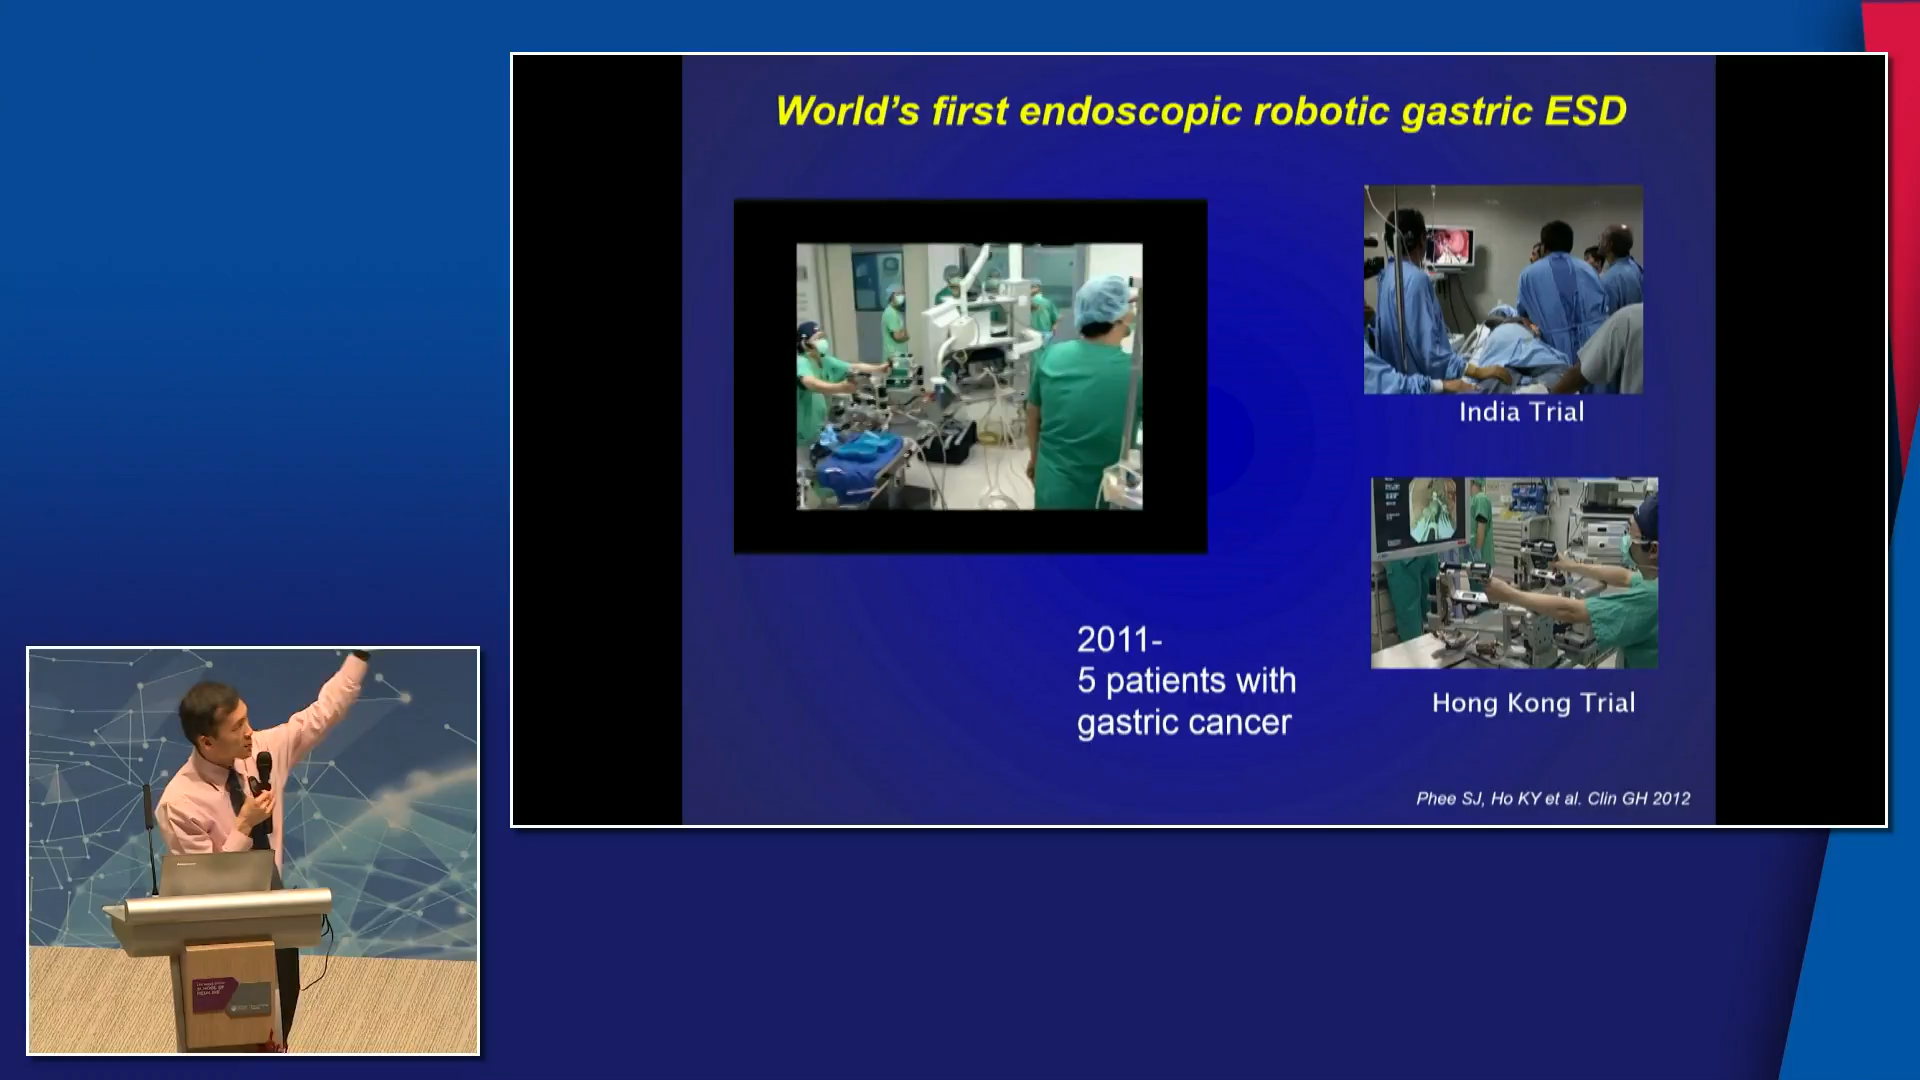 World's first endoscopic robotic gastric ESD
India Trial
2011-
5 patients with
gastric cancer
Hong Kong Trial
Phee SJ, Ho KY et al. Clin GH 2012